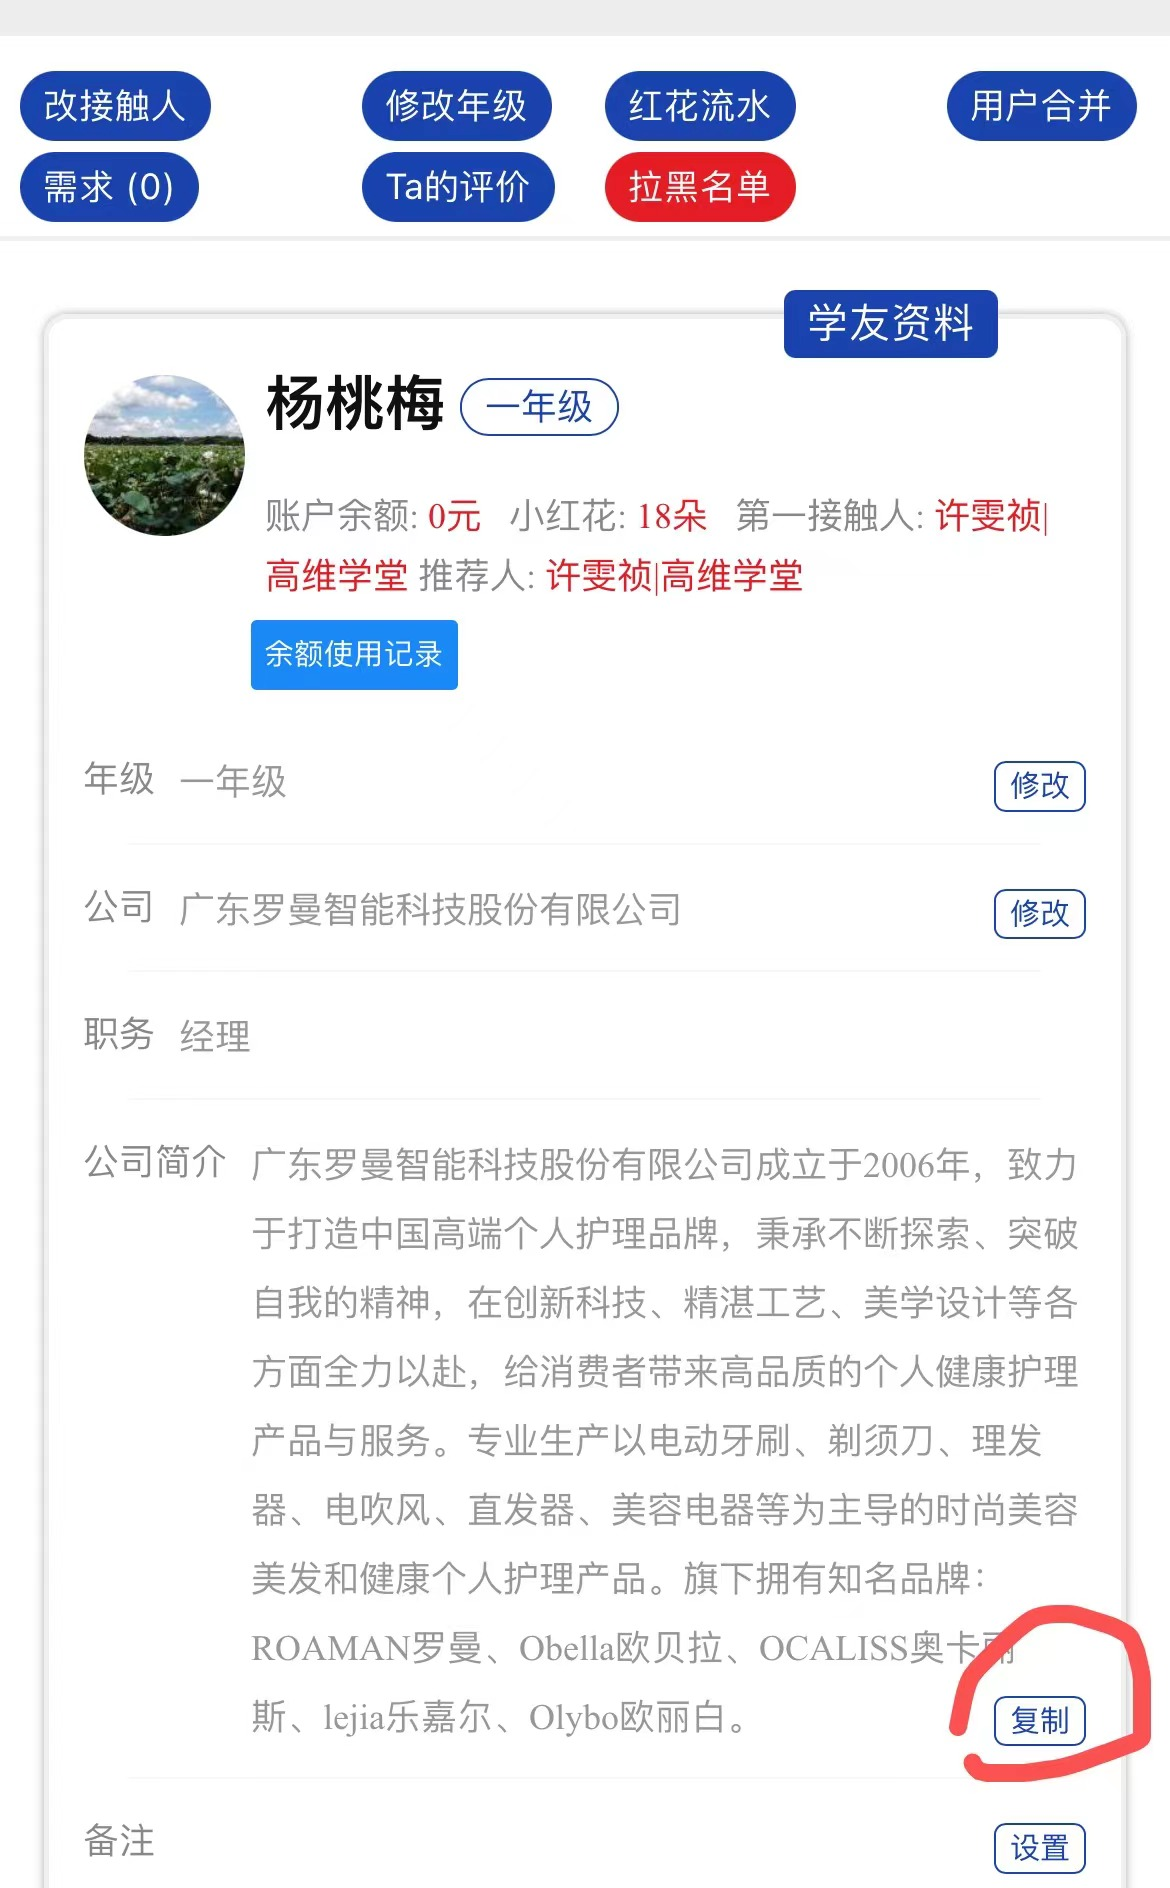 改接触人 修改年级 红花流水 用户合并
需求 (0) Ta的评价 拉黑名单
学友资料
杨桃梅 一年级
账户余额: 0元 小红花: 18朵 第一接触人: 许雯祯|
高维学堂 推荐人: 许雯祯|高维学堂
余额使用记录
年级 一年级 修改
公司 广东罗曼智能科技股份有限公司 修改
职务 经理
公司简介 广东罗曼智能科技股份有限公司成立于2006年，致力
于打造中国高端个人护理品牌，秉承不断探索、突破
自我的精神，在创新科技、精湛工艺、美学设计等各
方面全力以赴，给消费者带来高品质的个人健康护理
产品与服务。专业生产以电动牙刷、剃须刀、理发
器、电吹风、直发器、美容电器等为主导的时尚美容
美发和健康个人护理产品。旗下拥有知名品牌：
ROAMAN罗曼、Obella欧贝拉、OCALISS奥卡丽
斯、lejia乐嘉尔、Olybo欧丽白。 复制
备注 设置